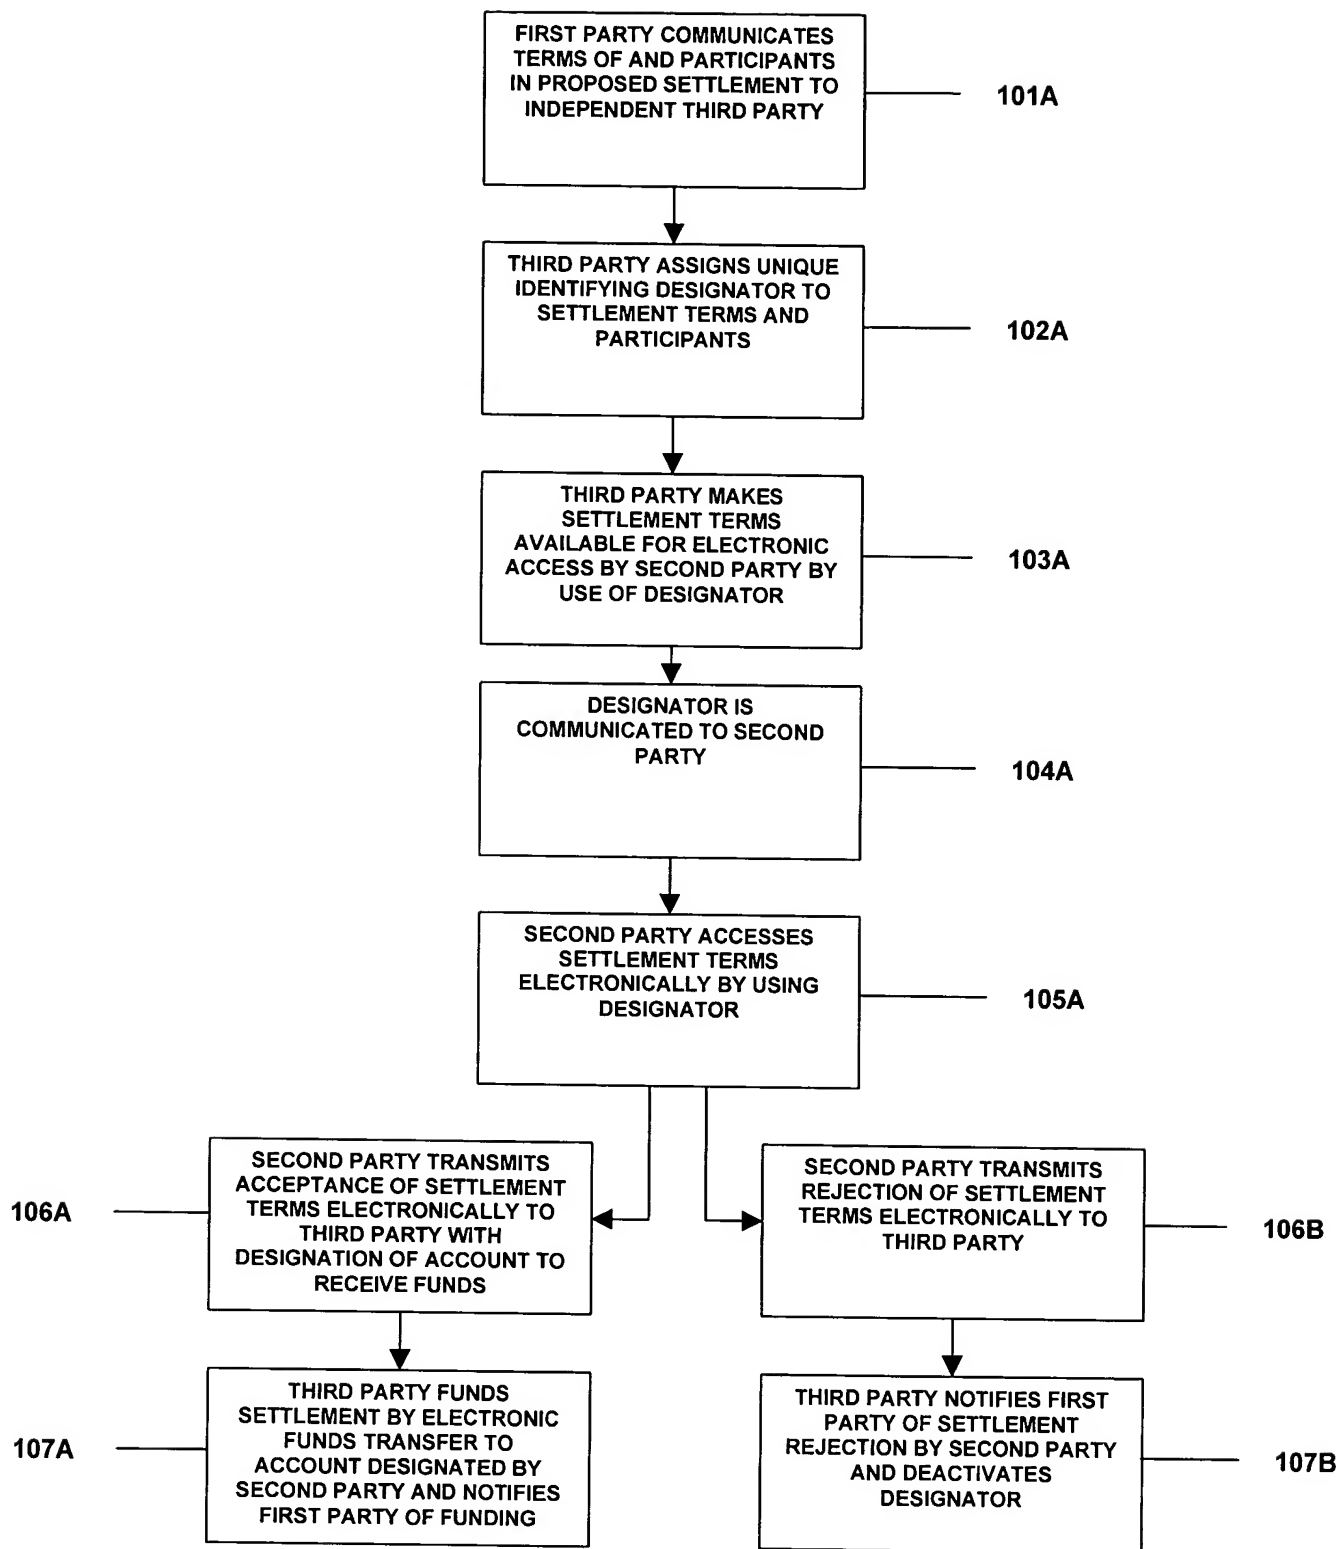 FIRST PARTY COMMUNICATES
TERMS OF AND PARTICIPANTS
IN PROPOSED SETTLEMENT TO
INDEPENDENT THIRD PARTY
101A
THIRD PARTY ASSIGNS UNIQUE
IDENTIFYING DESIGNATOR TO
SETTLEMENT TERMS AND
PARTICIPANTS
102A
THIRD PARTY MAKES
SETTLEMENT TERMS
AVAILABLE FOR ELECTRONIC
ACCESS BY SECOND PARTY BY
USE OF DESIGNATOR
103A
DESIGNATOR IS
COMMUNICATED TO SECOND
PARTY
104A
SECOND PARTY ACCESSES
SETTLEMENT TERMS
ELECTRONICALLY BY USING
DESIGNATOR
105A
106A
SECOND PARTY TRANSMITS
ACCEPTANCE OF SETTLEMENT
TERMS ELECTRONICALLY TO
THIRD PARTY WITH
DESIGNATION OF ACCOUNT TO
RECEIVE FUNDS
SECOND PARTY TRANSMITS
REJECTION OF SETTLEMENT
TERMS ELECTRONICALLY TO
THIRD PARTY
106B
107A
THIRD PARTY FUNDS
SETTLEMENT BY ELECTRONIC
FUNDS TRANSFER TO
ACCOUNT DESIGNATED BY
SECOND PARTY AND NOTIFIES
FIRST PARTY OF FUNDING
THIRD PARTY NOTIFIES FIRST
PARTY OF SETTLEMENT
REJECTION BY SECOND PARTY
AND DEACTIVATES
DESIGNATOR
107B